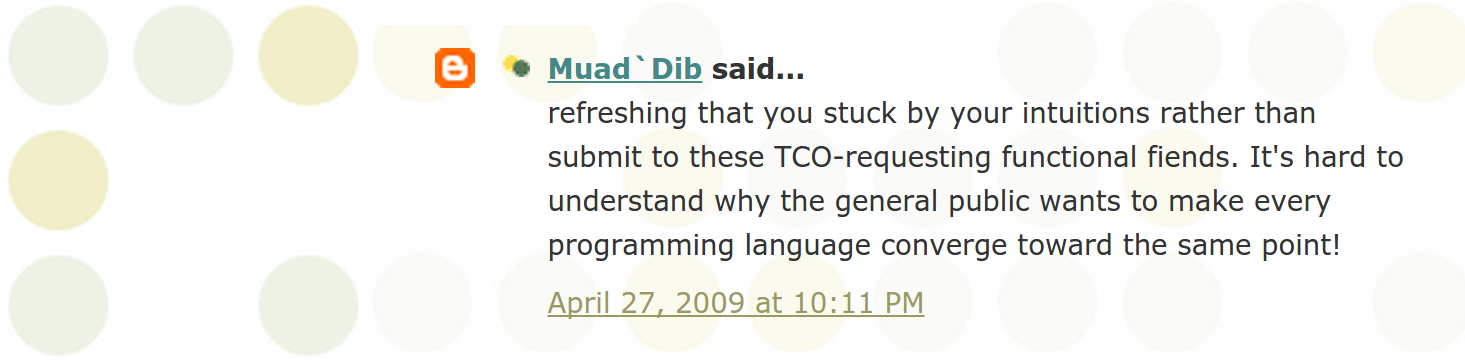 Muad`Dib said...
refreshing that you stuck by your intuitions rather than
submit to these TCO-requesting functional fiends. It's hard to
understand why the general public wants to make every
programming language converge toward the same point!
April 27, 2009 at 10:11 PM